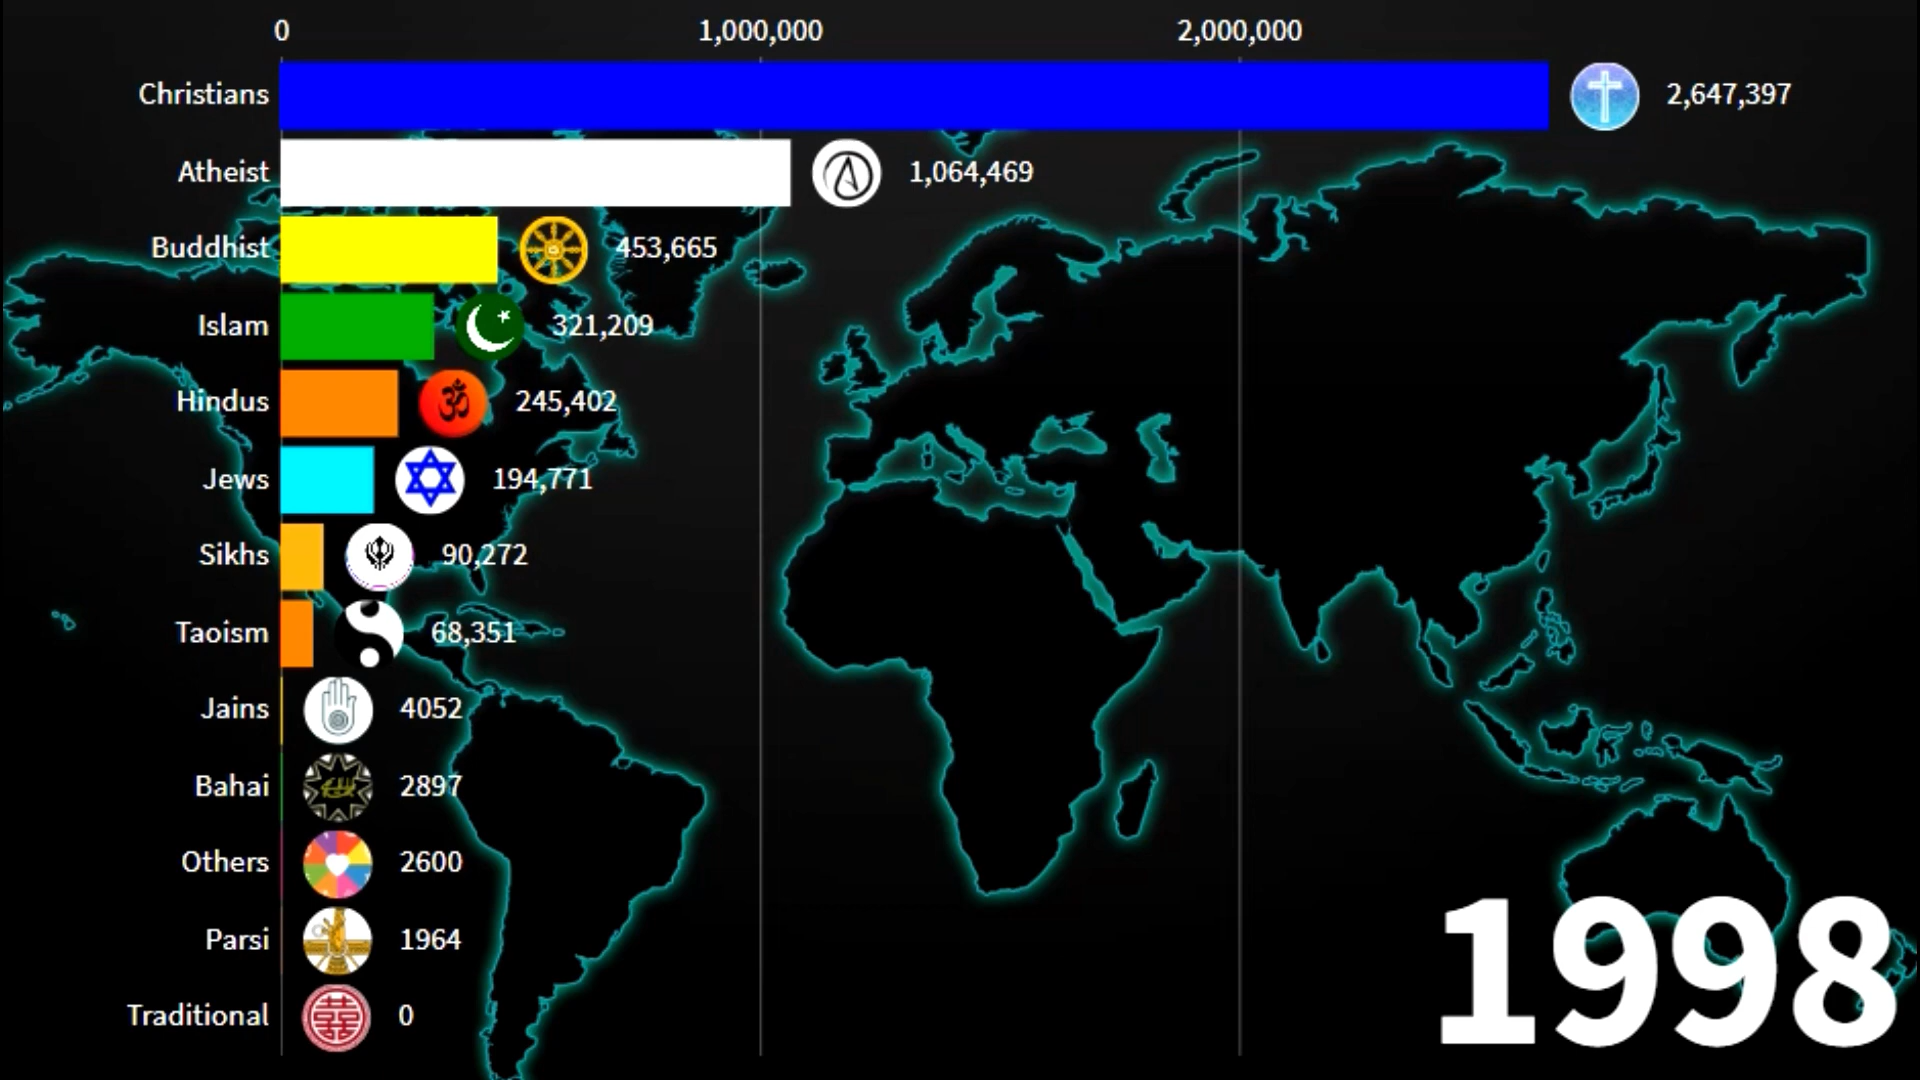 0 1,000,000 2,000,000
Christians 2,647,397
Atheist 1,064,469
Buddhist 453,665
Islam 321,209
Hindus 245,402
Jews 194,771
Sikhs 90,272
Taoism 68,351
Jains 4052
Bahai 2897
Others 2600
Parsi 1964
Traditional 0
1998